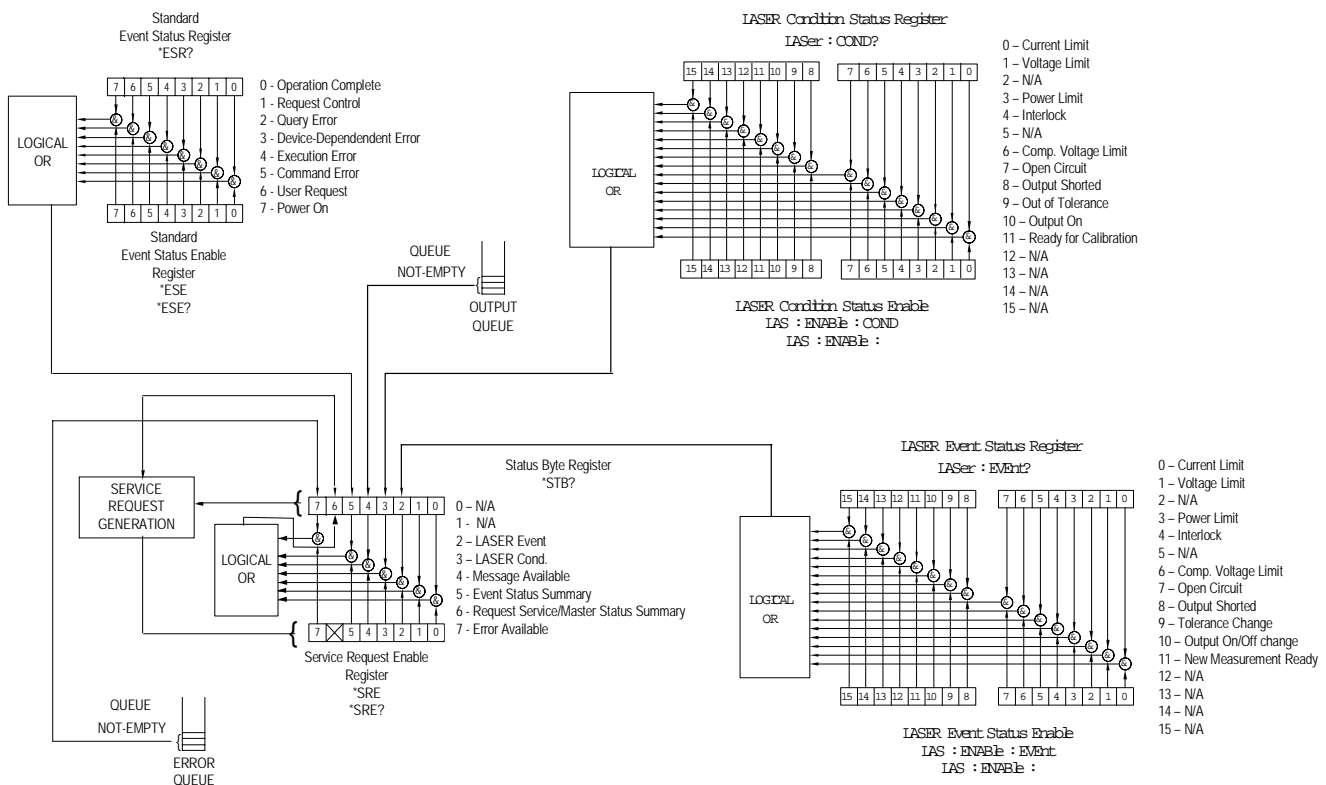 Standard
Event Status Register
*ESR?
7 6 5 4 3 2 1 0
0 - Operation Complete
1 - Request Control
2 - Query Error
3 - Device-Dependendent Error
4 - Execution Error
5 - Command Error
6 - User Request
7 - Power On
LOGICAL
OR
& & & & & & & &
7 6 5 4 3 2 1 0
Standard
Event Status Enable
Register
*ESE
*ESE?
QUEUE
NOT-EMPTY
OUTPUT
QUEUE
LASER Condition Status Register
LASer : COND?
15 14 13 12 11 10 9 8 7 6 5 4 3 2 1 0
LOGICAL
OR
& & & & & & & & & & & & & & & &
15 14 13 12 11 10 9 8 7 6 5 4 3 2 1 0
LASER Condition Status Enable
LAS : ENABle : COND
LAS : ENABle :
0 – Current Limit
1 – Voltage Limit
2 – N/A
3 – Power Limit
4 – Interlock
5 – N/A
6 – Comp. Voltage Limit
7 – Open Circuit
8 – Output Shorted
9 – Out of Tolerance
10 – Output On
11 – Ready for Calibration
12 – N/A
13 – N/A
14 – N/A
15 – N/A
SERVICE
REQUEST
GENERATION
Status Byte Register
*STB?
7 6 5 4 3 2 1 0
0 – N/A
1 - N/A
2 – LASER Event
3 – LASER Cond.
4 - Message Available
5 - Event Status Summary
6 - Request Service/Master Status Summary
7 - Error Available
LOGICAL
OR
& & & & & & &
7 5 4 3 2 1 0
Service Request Enable
Register
*SRE
*SRE?
QUEUE
NOT-EMPTY
ERROR
QUEUE
LASER Event Status Register
LASer : EVEnt?
15 14 13 12 11 10 9 8 7 6 5 4 3 2 1 0
LOGICAL
OR
& & & & & & & & & & & & & & & &
15 14 13 12 11 10 9 8 7 6 5 4 3 2 1 0
LASER Event Status Enable
LAS : ENABle : EVEnt
LAS : ENABle :
0 – Current Limit
1 – Voltage Limit
2 – N/A
3 – Power Limit
4 – Interlock
5 – N/A
6 – Comp. Voltage Limit
7 – Open Circuit
8 – Output Shorted
9 – Tolerance Change
10 – Output On/Off change
11 – New Measurement Ready
12 – N/A
13 – N/A
14 – N/A
15 – N/A